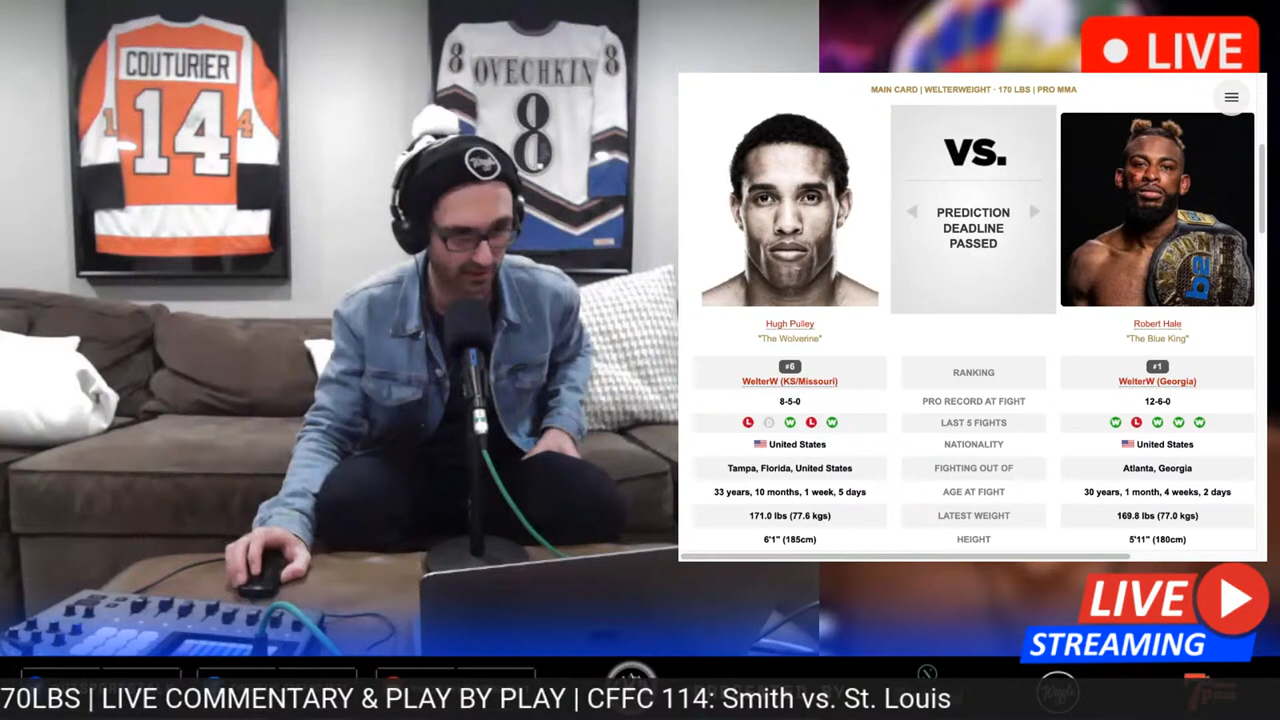 COUTURIER
14
1 4
8 8
OVECHKIN
8
LIVE
MAIN CARD | WELTERWEIGHT · 170 LBS | PRO MMA
VS.
PREDICTION
DEADLINE
PASSED
Hugh Pulley
"The Wolverine"
Robert Hale
"The Blue King"
#6
WelterW (KS/Missouri)
RANKING
#1
WelterW (Georgia)
8-5-0
PRO RECORD AT FIGHT
12-6-0
L D W L W
LAST 5 FIGHTS
W L W W W
United States
NATIONALITY
United States
Tampa, Florida, United States
FIGHTING OUT OF
Atlanta, Georgia
33 years, 10 months, 1 week, 5 days
AGE AT FIGHT
30 years, 1 month, 4 weeks, 2 days
171.0 lbs (77.6 kgs)
LATEST WEIGHT
169.8 lbs (77.0 kgs)
6'1" (185cm)
HEIGHT
5'11" (180cm)
LIVE
STREAMING
70LBS | LIVE COMMENTARY & PLAY BY PLAY | CFFC 114: Smith vs. St. Louis